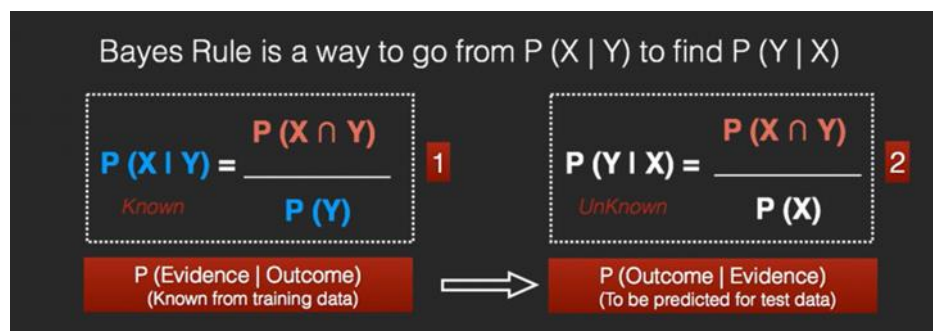 Bayes Rule is a way to go from P (X | Y) to find P (Y | X)
P (X ∩ Y)
P (X | Y) =
1
Known
P (Y)
P (X ∩ Y)
P (Y | X) =
2
UnKnown
P (X)
P (Evidence | Outcome)
(Known from training data)
P (Outcome | Evidence)
(To be predicted for test data)